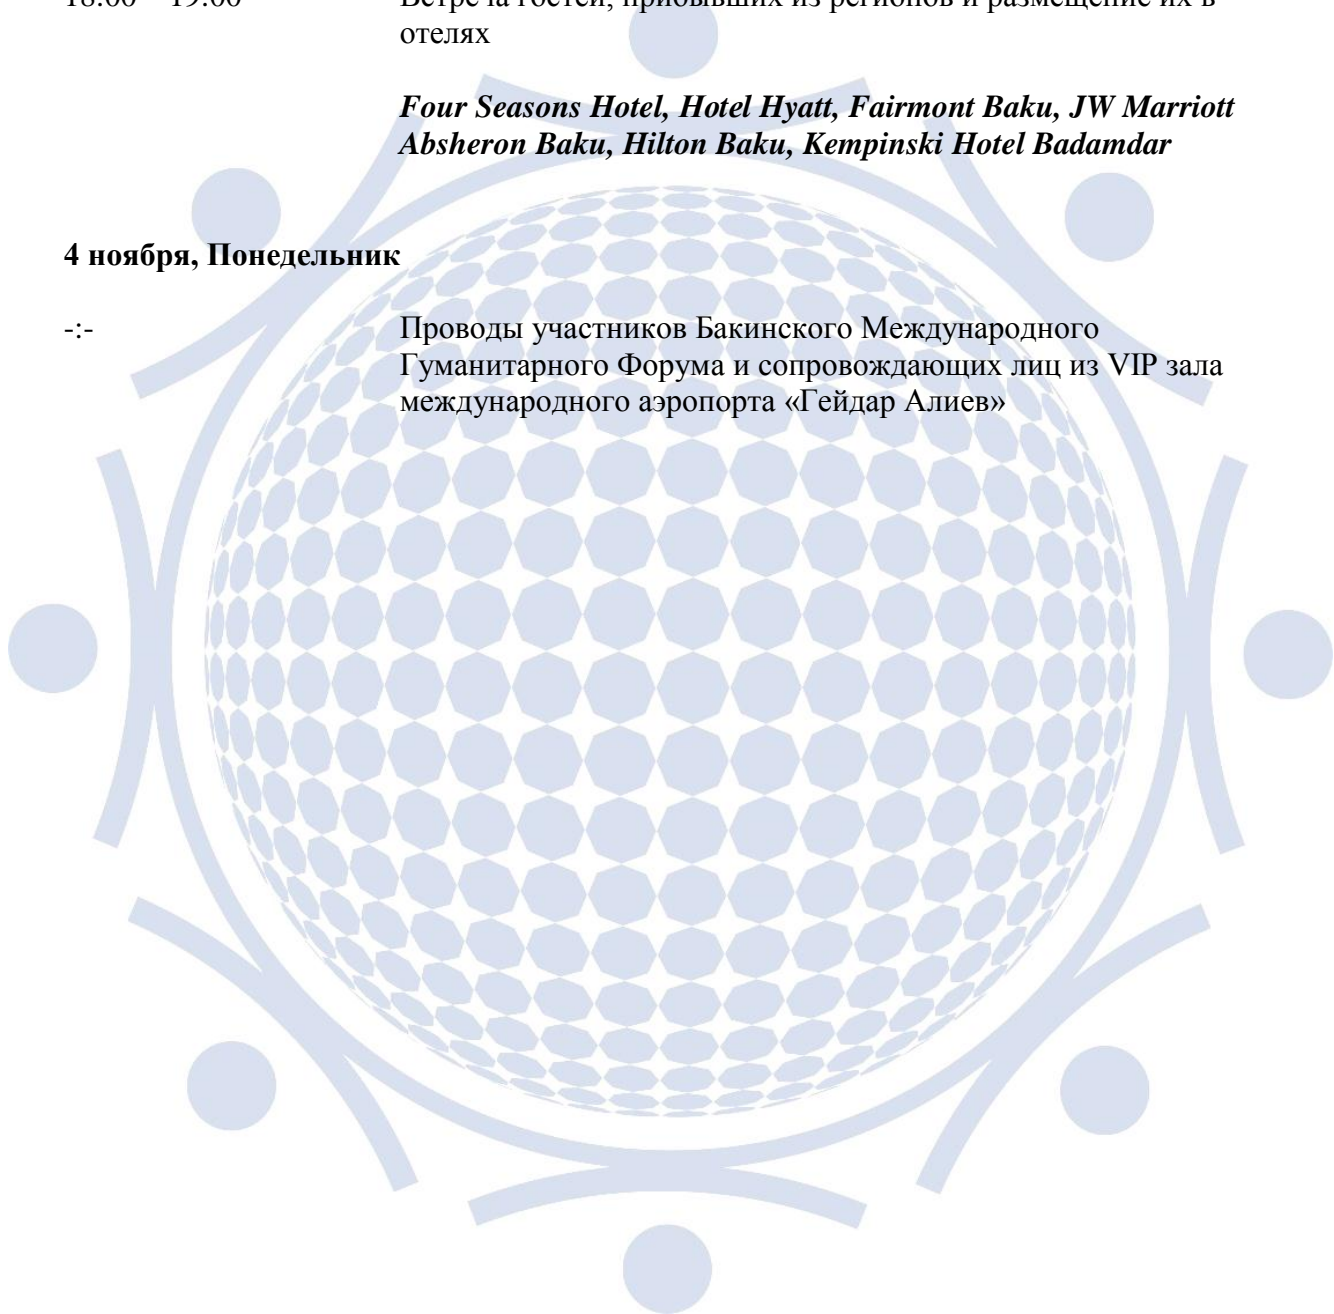 18:00 – 19:00 Встреча гостей, прибывших из регионов и размещение их в
отелях
Four Seasons Hotel, Hotel Hyatt, Fairmont Baku, JW Marriott
Absheron Baku, Hilton Baku, Kempinski Hotel Badamdar
4 ноября, Понедельник
-:- Проводы участников Бакинского Международного
Гуманитарного Форума и сопровождающих лиц из VIP зала
международного аэропорта «Гейдар Алиев»